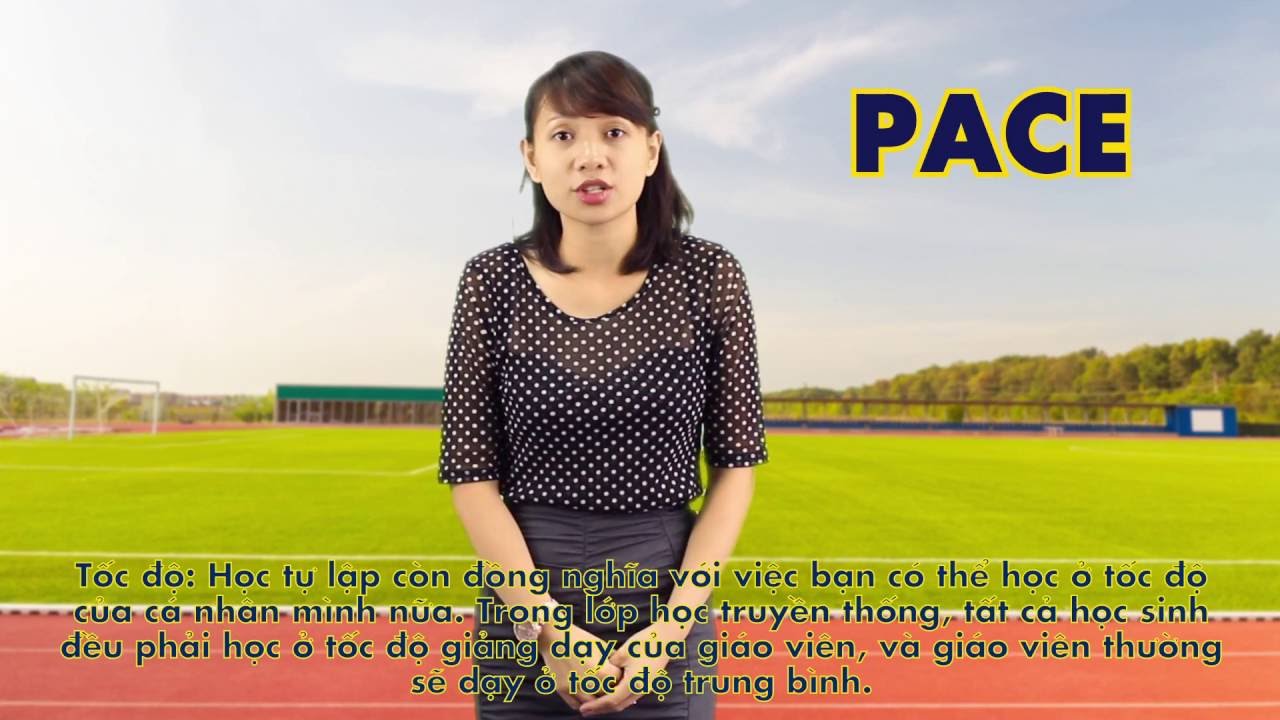 PACE
Tốc độ: Học tự lập còn đồng nghĩa với việc bạn có thể học ở tốc độ
của cá nhân mình nũa. Trong lóp học truyền thống, tất cả học sinh
đều phải học ở tốc độ giảng dạy của giáo viên, và giáo viên thường
sẽ dạy ở tốc độ trung bình.